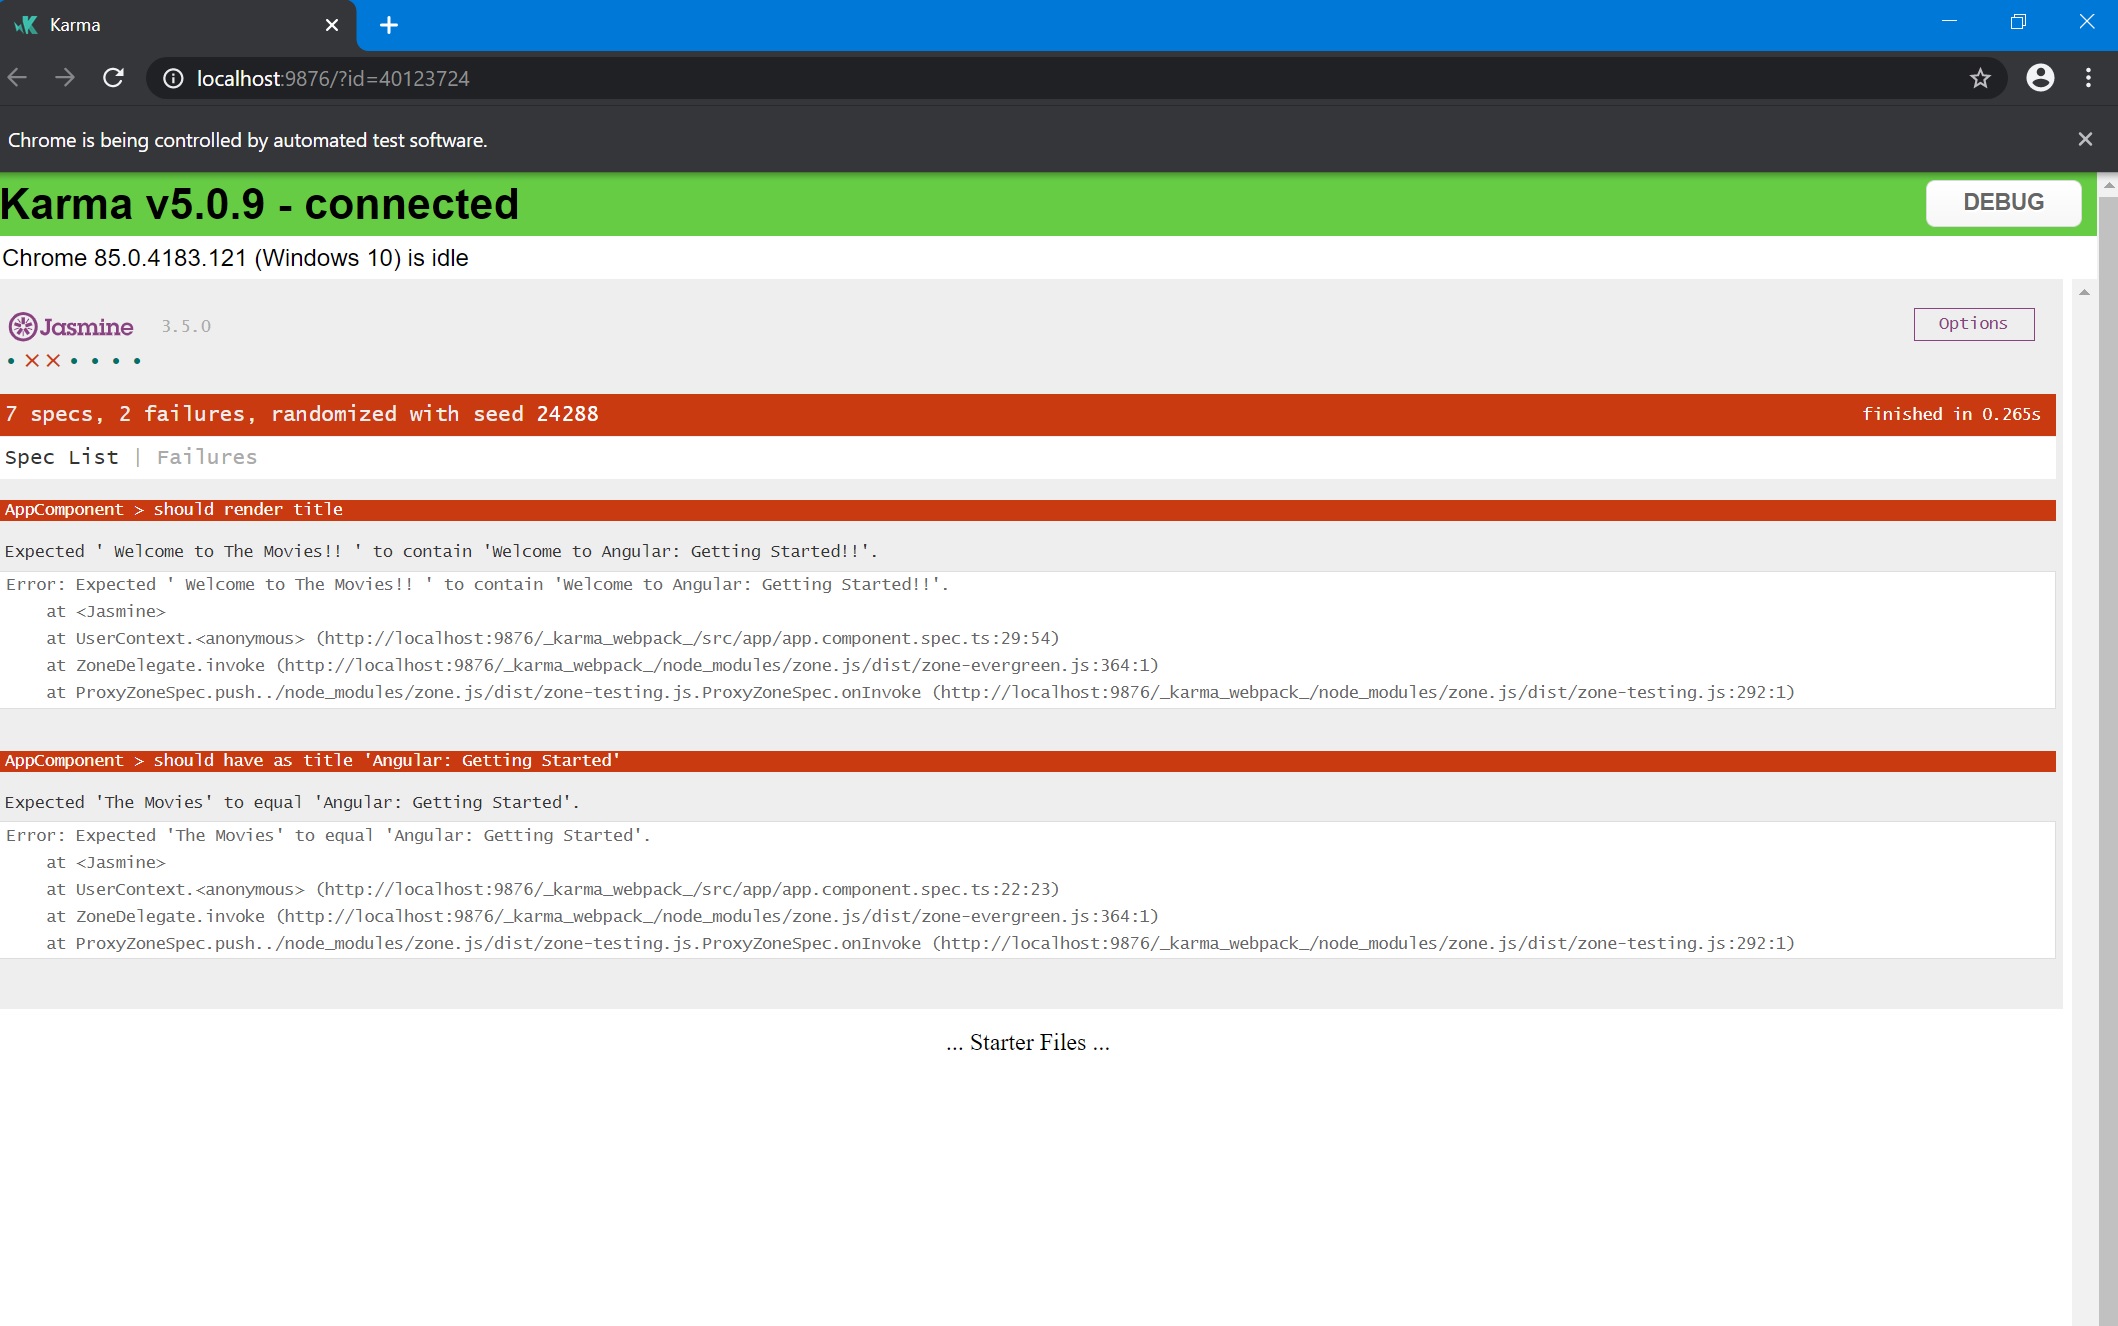 Karma
localhost:9876/?id=40123724
Chrome is being controlled by automated test software.
Karma v5.0.9 - connected
DEBUG
Chrome 85.0.4183.121 (Windows 10) is idle
Jasmine 3.5.0
Options
7 specs, 2 failures, randomized with seed 24288
finished in 0.265s
Spec List | Failures
AppComponent > should render title
Expected ' Welcome to The Movies!! ' to contain 'Welcome to Angular: Getting Started!!'.
Error: Expected ' Welcome to The Movies!! ' to contain 'Welcome to Angular: Getting Started!!'.
at <Jasmine>
at UserContext.<anonymous> (http://localhost:9876/_karma_webpack_/src/app/app.component.spec.ts:29:54)
at ZoneDelegate.invoke (http://localhost:9876/_karma_webpack_/node_modules/zone.js/dist/zone-evergreen.js:364:1)
at ProxyZoneSpec.push../node_modules/zone.js/dist/zone-testing.js.ProxyZoneSpec.onInvoke (http://localhost:9876/_karma_webpack_/node_modules/zone.js/dist/zone-testing.js:292:1)
AppComponent > should have as title 'Angular: Getting Started'
Expected 'The Movies' to equal 'Angular: Getting Started'.
Error: Expected 'The Movies' to equal 'Angular: Getting Started'.
at <Jasmine>
at UserContext.<anonymous> (http://localhost:9876/_karma_webpack_/src/app/app.component.spec.ts:22:23)
at ZoneDelegate.invoke (http://localhost:9876/_karma_webpack_/node_modules/zone.js/dist/zone-evergreen.js:364:1)
at ProxyZoneSpec.push../node_modules/zone.js/dist/zone-testing.js.ProxyZoneSpec.onInvoke (http://localhost:9876/_karma_webpack_/node_modules/zone.js/dist/zone-testing.js:292:1)
... Starter Files ...